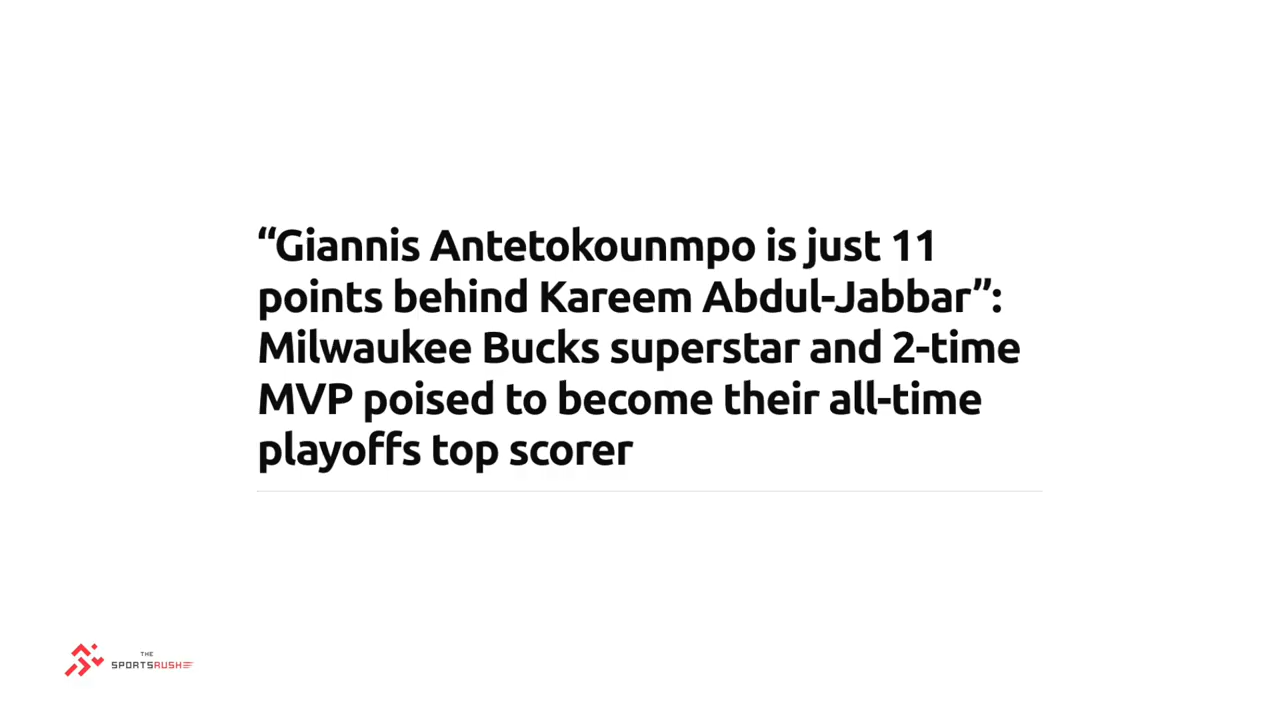 “Giannis Antetokounmpo is just 11
points behind Kareem Abdul-Jabbar”:
Milwaukee Bucks superstar and 2-time
MVP poised to become their all-time
playoffs top scorer
THE
SPORTSRUSH